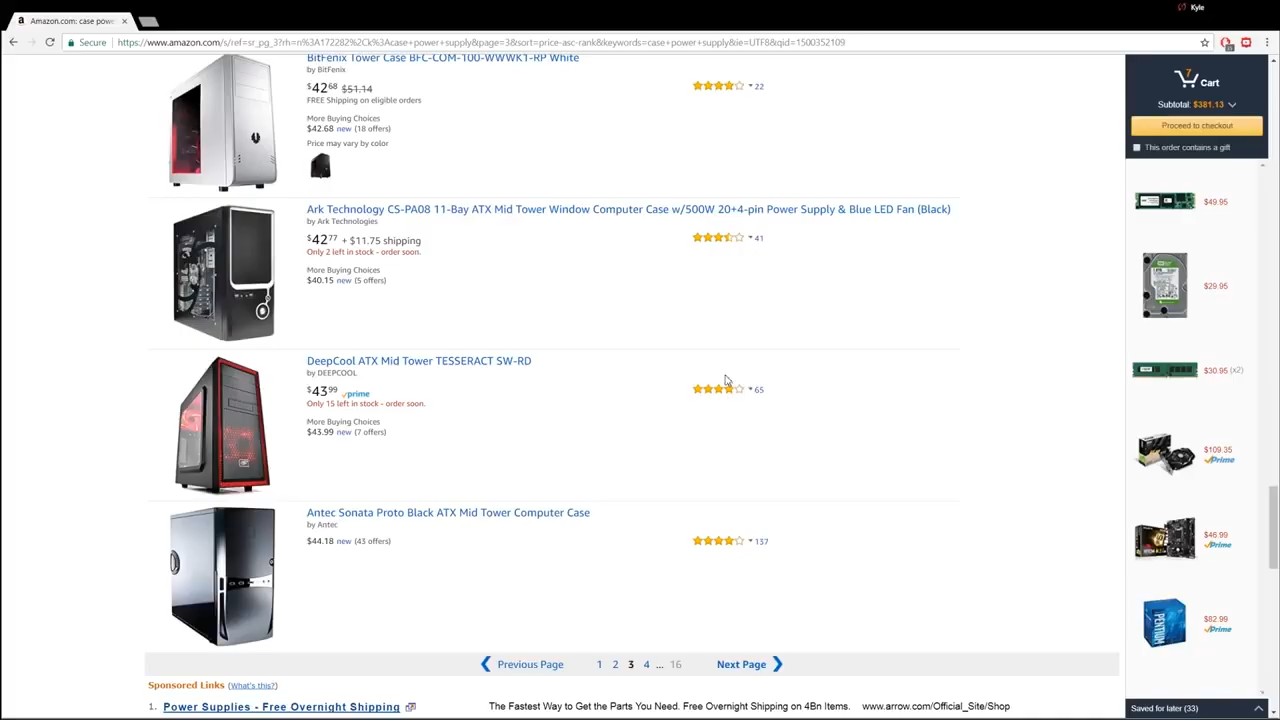 Kyle
Amazon.com: case powe
Secure https://www.amazon.com/s/ref=sr_pg_3?rh=n%3A172282%2Ck%3Acase+power+supply&page=3&sort=price-asc-rank&keywords=case+power+supply&ie=UTF8&qid=1500352109
BitFenix Tower Case BFC-COM-100-WWWK1-RP White
by BitFenix
$42 68 $51.14
FREE Shipping on eligible orders
22
More Buying Choices
$42.68 new (18 offers)
Price may vary by color
Ark Technology CS-PA08 11-Bay ATX Mid Tower Window Computer Case w/500W 20+4-pin Power Supply & Blue LED Fan (Black)
by Ark Technologies
$42 77 + $11.75 shipping
Only 2 left in stock - order soon.
41
More Buying Choices
$40.15 new (5 offers)
DeepCool ATX Mid Tower TESSERACT SW-RD
by DEEPCOOL
$43 99 prime
Only 15 left in stock - order soon.
65
More Buying Choices
$43.99 new (7 offers)
Antec Sonata Proto Black ATX Mid Tower Computer Case
by Antec
$44.18 new (43 offers)
137
Previous Page 1 2 3 4 ... 16 Next Page
Sponsored Links (What's this?)
1. Power Supplies - Free Overnight Shipping The Fastest Way to Get the Parts You Need. Free Overnight Shipping on 4Bn Items. www.arrow.com/Official_Site/Shop
7
Cart
Subtotal: $381.13
Proceed to checkout
This order contains a gift
$49.95
$29.95
$30.95 (x2)
$109.35
Prime
$46.99
Prime
PENTIUM
$82.99
Prime
Saved for later (33)